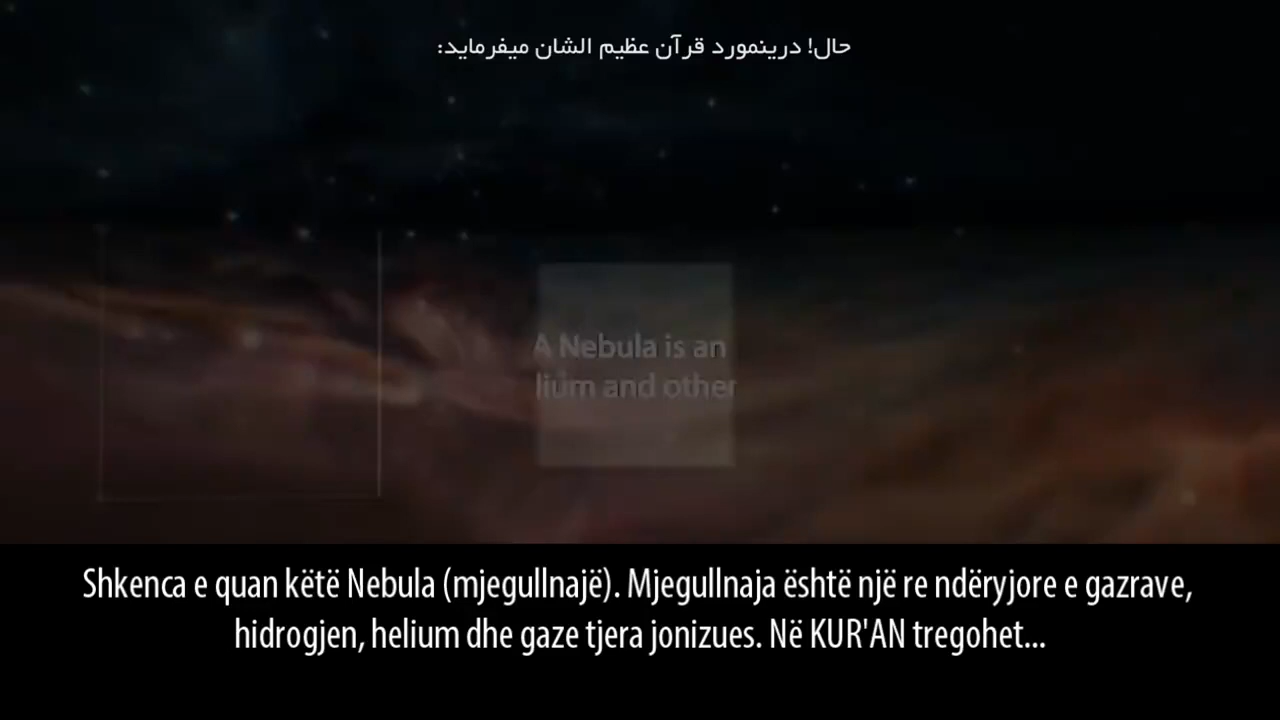 حال! درینمورد قرآن عظیم الشان میفرماید:
A Nebula is an
lium and other
Shkenca e quan këtë Nebula (mjegullnajë). Mjegullnaja është një re ndëryjore e gazrave,
hidrogjen, helium dhe gaze tjera jonizues. Në KUR'AN tregohet...